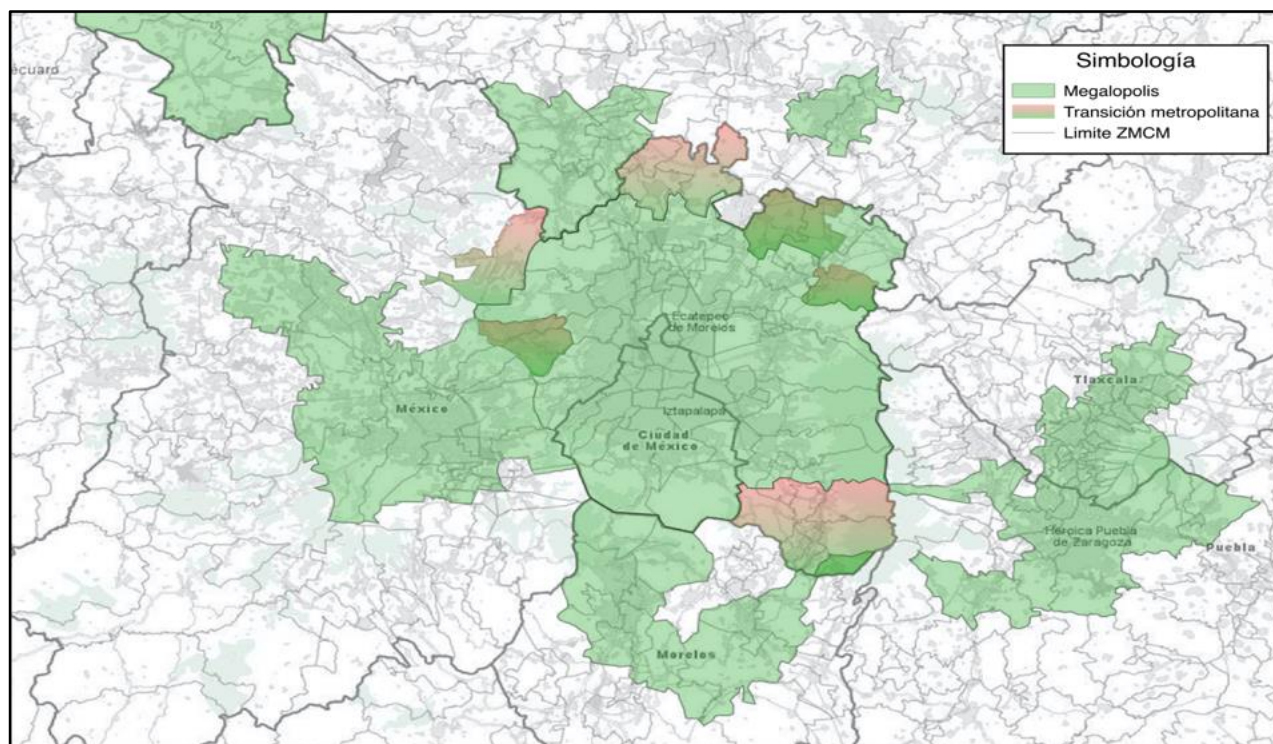 écuaro
Simbología
Megalopolis
Transición metropolitana
Limite ZMCM
Ecatepec
de Morelos
Tlaxcala
México
Iztapalapa
Ciudad
de México
Heroica Puebla
de Zaragoza
Puebla
Morelos